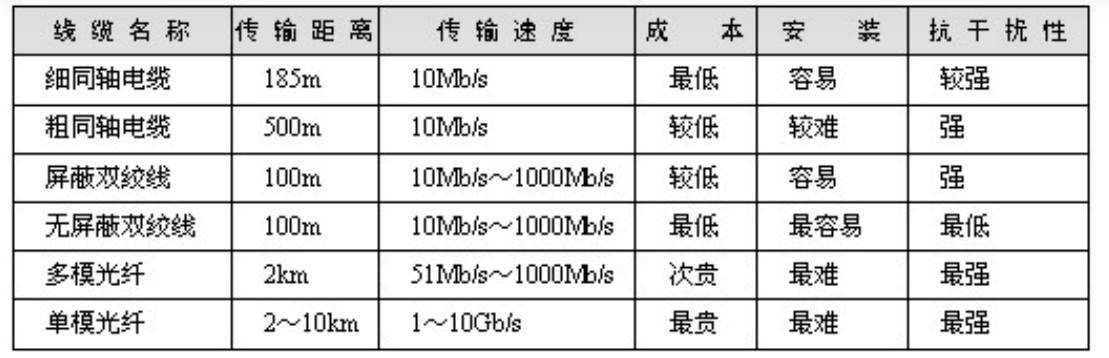 线缆名称 传输距离 传输速度 成本 安装 抗干扰性
细同轴电缆 185m 10Mb/s 最低 容易 较强
粗同轴电缆 500m 10Mb/s 较低 较难 强
屏蔽双绞线 100m 10Mb/s～1000Mb/s 较低 容易 强
无屏蔽双绞线 100m 10Mb/s～1000Mb/s 最低 最容易 最低
多模光纤 2km 51Mb/s～1000Mb/s 次贵 最难 最强
单模光纤 2～10km 1～10Gb/s 最贵 最难 最强